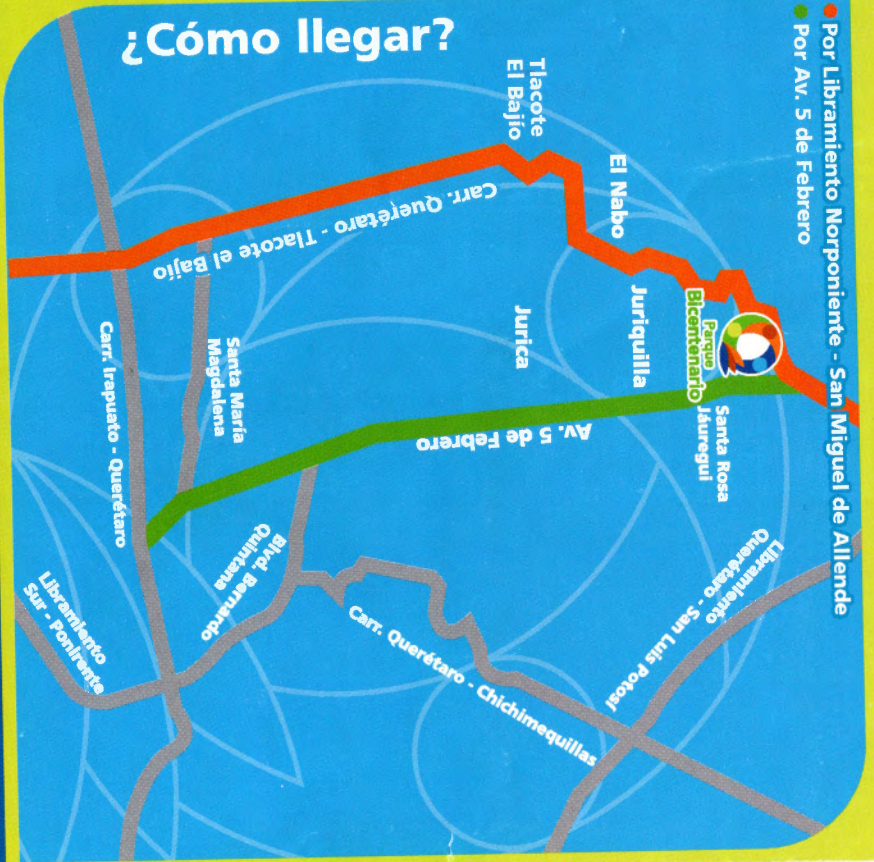 ¿Cómo llegar?
Por Libramiento Norponiente - San Miguel de Allende
Por Av. 5 de Febrero
Tlacote
El Bajío
El Nabo
Carr. Querétaro - Tlacote el Bajío
Juriquilla
Jurica
Parque
Bicentenario
Santa Rosa
Jáuregui
Santa María
Magdalena
Av. 5 de Febrero
Carr. Irapuato - Querétaro
Blvd. Bernardo
Quintana
Libramiento
Sur - Ponirente
Carr. Querétaro - Chichimequillas
Libramiento
Querétaro - San Luis Potosí